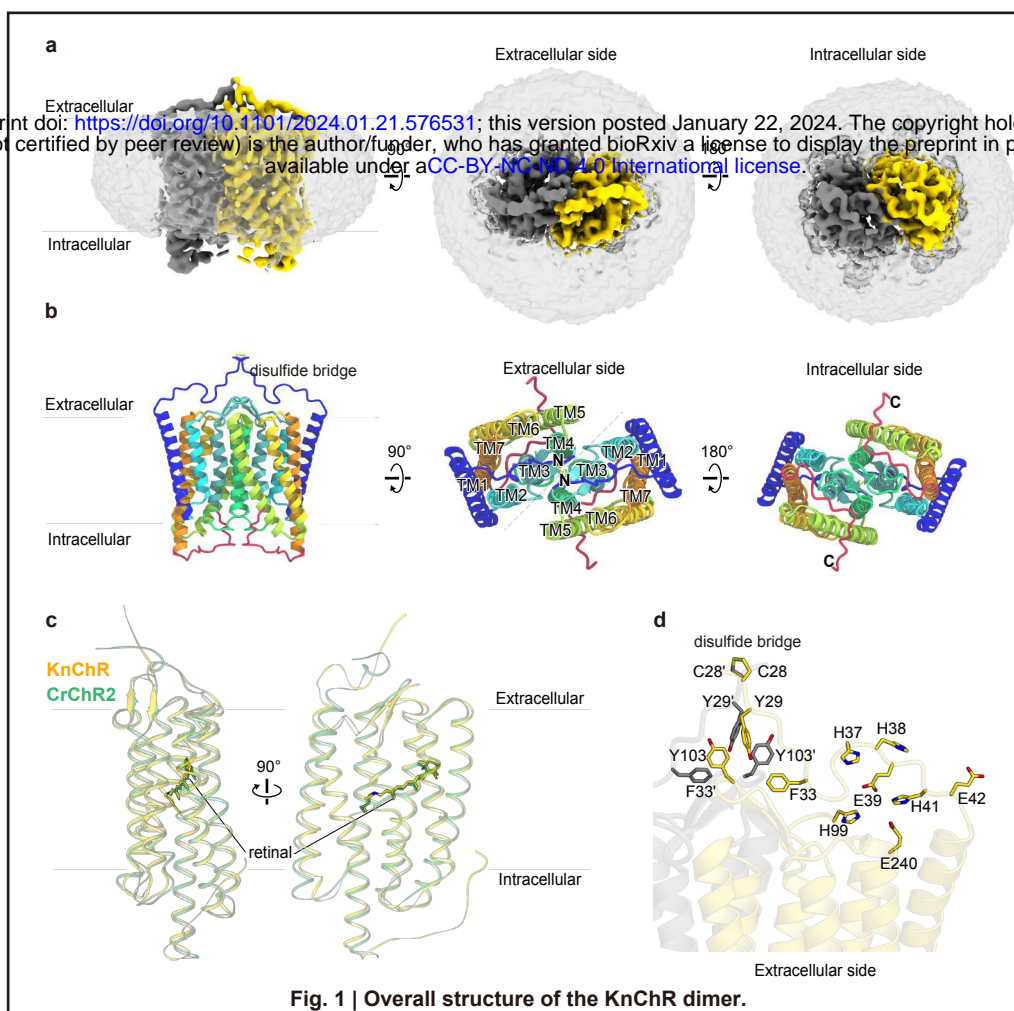 a
Extracellular side
Intracellular side
Extracellular
rint doi: https://doi.org/10.1101/2024.01.21.576531; this version posted January 22, 2024. The copyright hol
ot certified by peer review) is the author/funder, who has granted bioRxiv a license to display the preprint in p
available under aCC-BY-NC-ND 4.0 International license.
90°
180°
Intracellular
b
disulfide bridge
Extracellular side
Intracellular side
Extracellular
90°
180°
Intracellular
TM5
TM6
TM7
TM4
TM2
N
TM3
TM3
TM1
TM1
N
TM2
TM7
TM4
TM6
TM5
C
C
c
KnChR
CrChR2
Extracellular
90°
retinal
Intracellular
d
disulfide bridge
C28' C28
Y29' Y29
H37 H38
Y103 Y103'
F33' F33
E39 H41 E42
H99
E240
Extracellular side
Fig. 1 | Overall structure of the KnChR dimer.